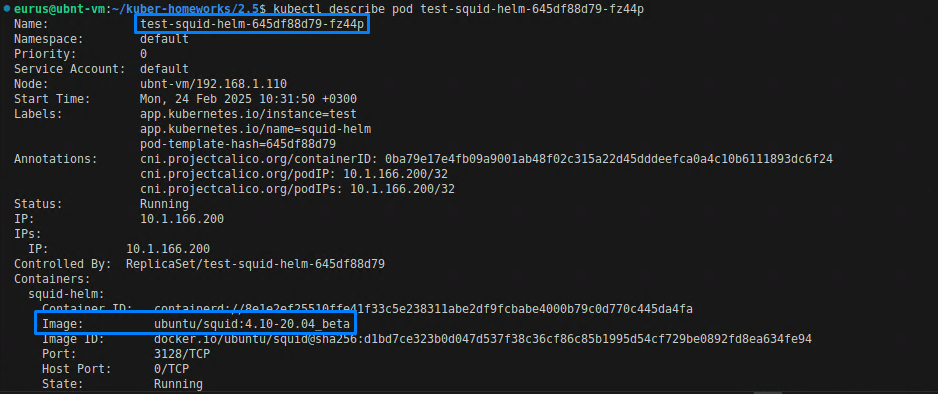 eurus@ubnt-vm:~/kuber-homeworks/2.5$ kubectl describe pod test-squid-helm-645df88d79-fz44p
Name:             test-squid-helm-645df88d79-fz44p
Namespace:        default
Priority:         0
Service Account:  default
Node:             ubnt-vm/192.168.1.110
Start Time:       Mon, 24 Feb 2025 10:31:50 +0300
Labels:           app.kubernetes.io/instance=test
                  app.kubernetes.io/name=squid-helm
                  pod-template-hash=645df88d79
Annotations:      cni.projectcalico.org/containerID: 0ba79e17e4fb09a9001ab48f02c315a22d45dddeefca0a4c10b6111893dc6f24
                  cni.projectcalico.org/podIP: 10.1.166.200/32
                  cni.projectcalico.org/podIPs: 10.1.166.200/32
Status:           Running
IP:               10.1.166.200
IPs:
  IP:           10.1.166.200
Controlled By:  ReplicaSet/test-squid-helm-645df88d79
Containers:
  squid-helm:
    Container ID:   containerd://8e1e2ef25510ffe41f33c5e238311abe2df9fcbabe4000b79c0d770c445da4fa
    Image:          ubuntu/squid:4.10-20.04_beta
    Image ID:       docker.io/ubuntu/squid@sha256:d1bd7ce323b0d047d537f38c36cf86c85b1995d54cf729be0892fd8ea634fe94
    Port:           3128/TCP
    Host Port:      0/TCP
    State:          Running